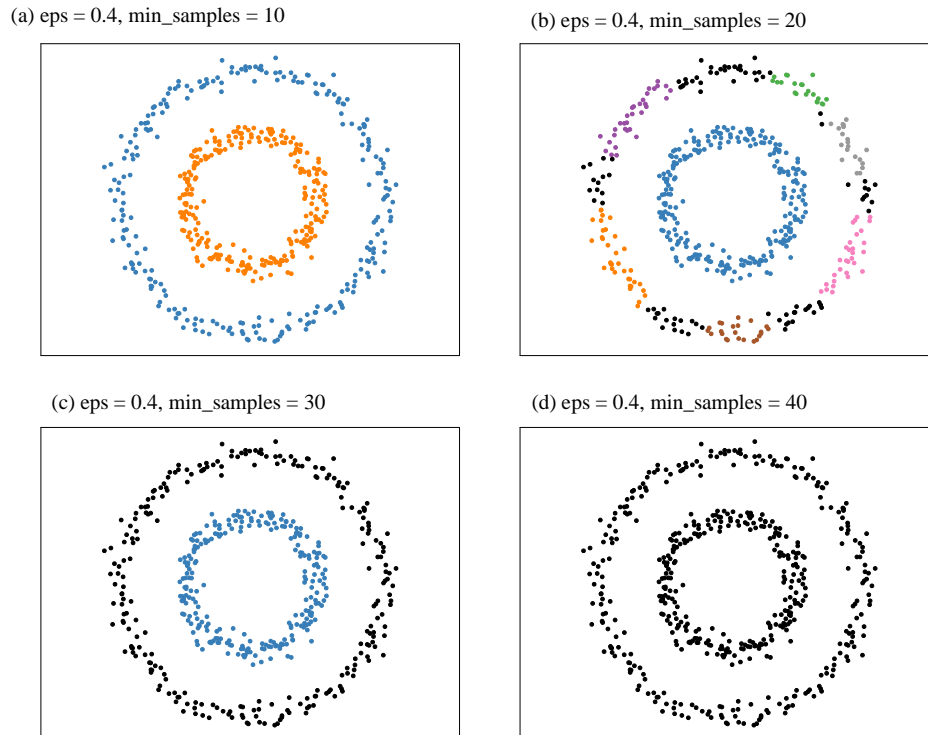 (a) eps = 0.4, min_samples = 10
(b) eps = 0.4, min_samples = 20
(c) eps = 0.4, min_samples = 30
(d) eps = 0.4, min_samples = 40